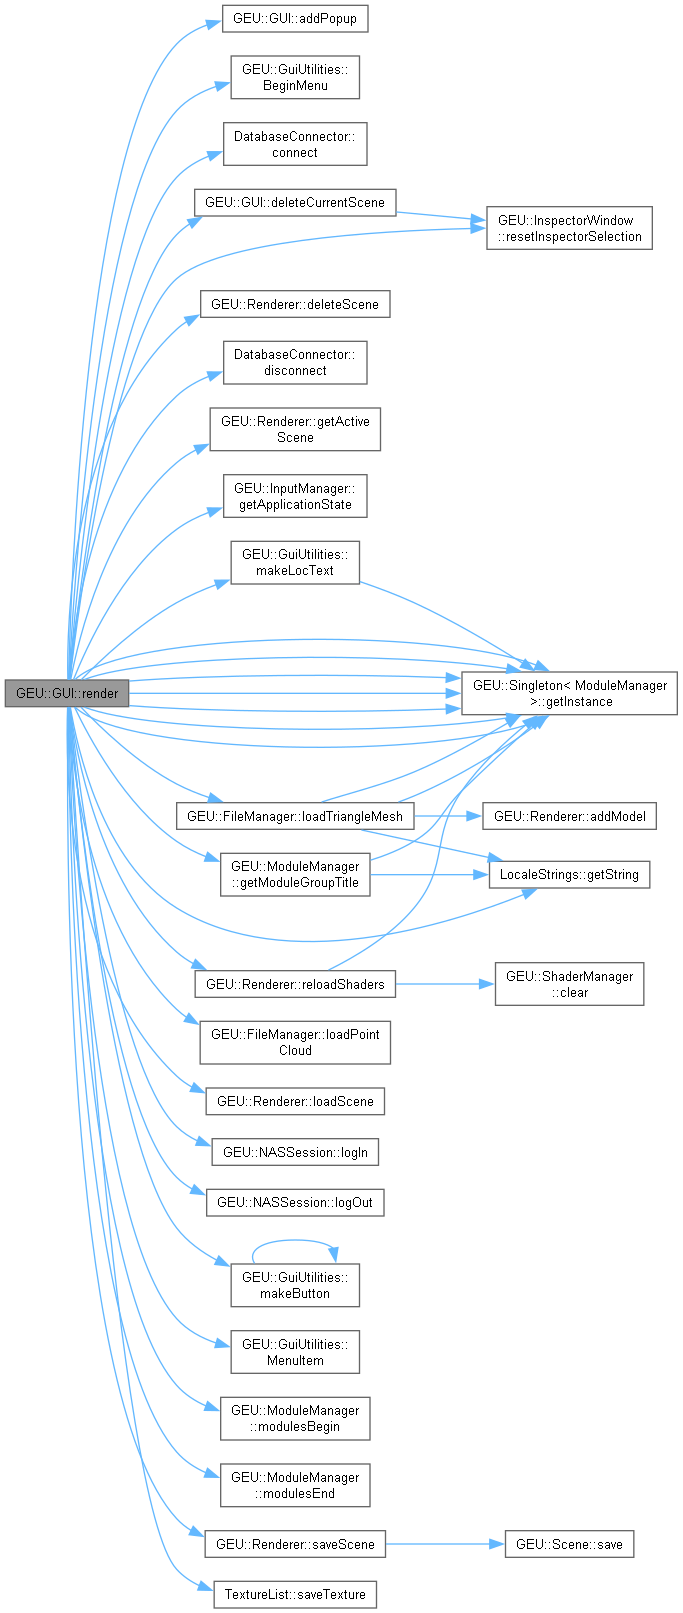 GEU::GUI::addPopup
GEU::GuiUtilities::
BeginMenu
DatabaseConnector::
connect
GEU::GUI::deleteCurrentScene
GEU::InspectorWindow
::resetInspectorSelection
GEU::Renderer::deleteScene
DatabaseConnector::
disconnect
GEU::Renderer::getActive
Scene
GEU::InputManager::
getApplicationState
GEU::GuiUtilities::
makeLocText
GEU::GUI::render
GEU::Singleton< ModuleManager
>::getInstance
GEU::FileManager::loadTriangleMesh
GEU::Renderer::addModel
GEU::ModuleManager
::getModuleGroupTitle
LocaleStrings::getString
GEU::Renderer::reloadShaders
GEU::ShaderManager
::clear
GEU::FileManager::loadPoint
Cloud
GEU::Renderer::loadScene
GEU::NASSession::logIn
GEU::NASSession::logOut
GEU::GuiUtilities::
makeButton
GEU::GuiUtilities::
MenuItem
GEU::ModuleManager
::modulesBegin
GEU::ModuleManager
::modulesEnd
GEU::Renderer::saveScene
GEU::Scene::save
TextureList::saveTexture